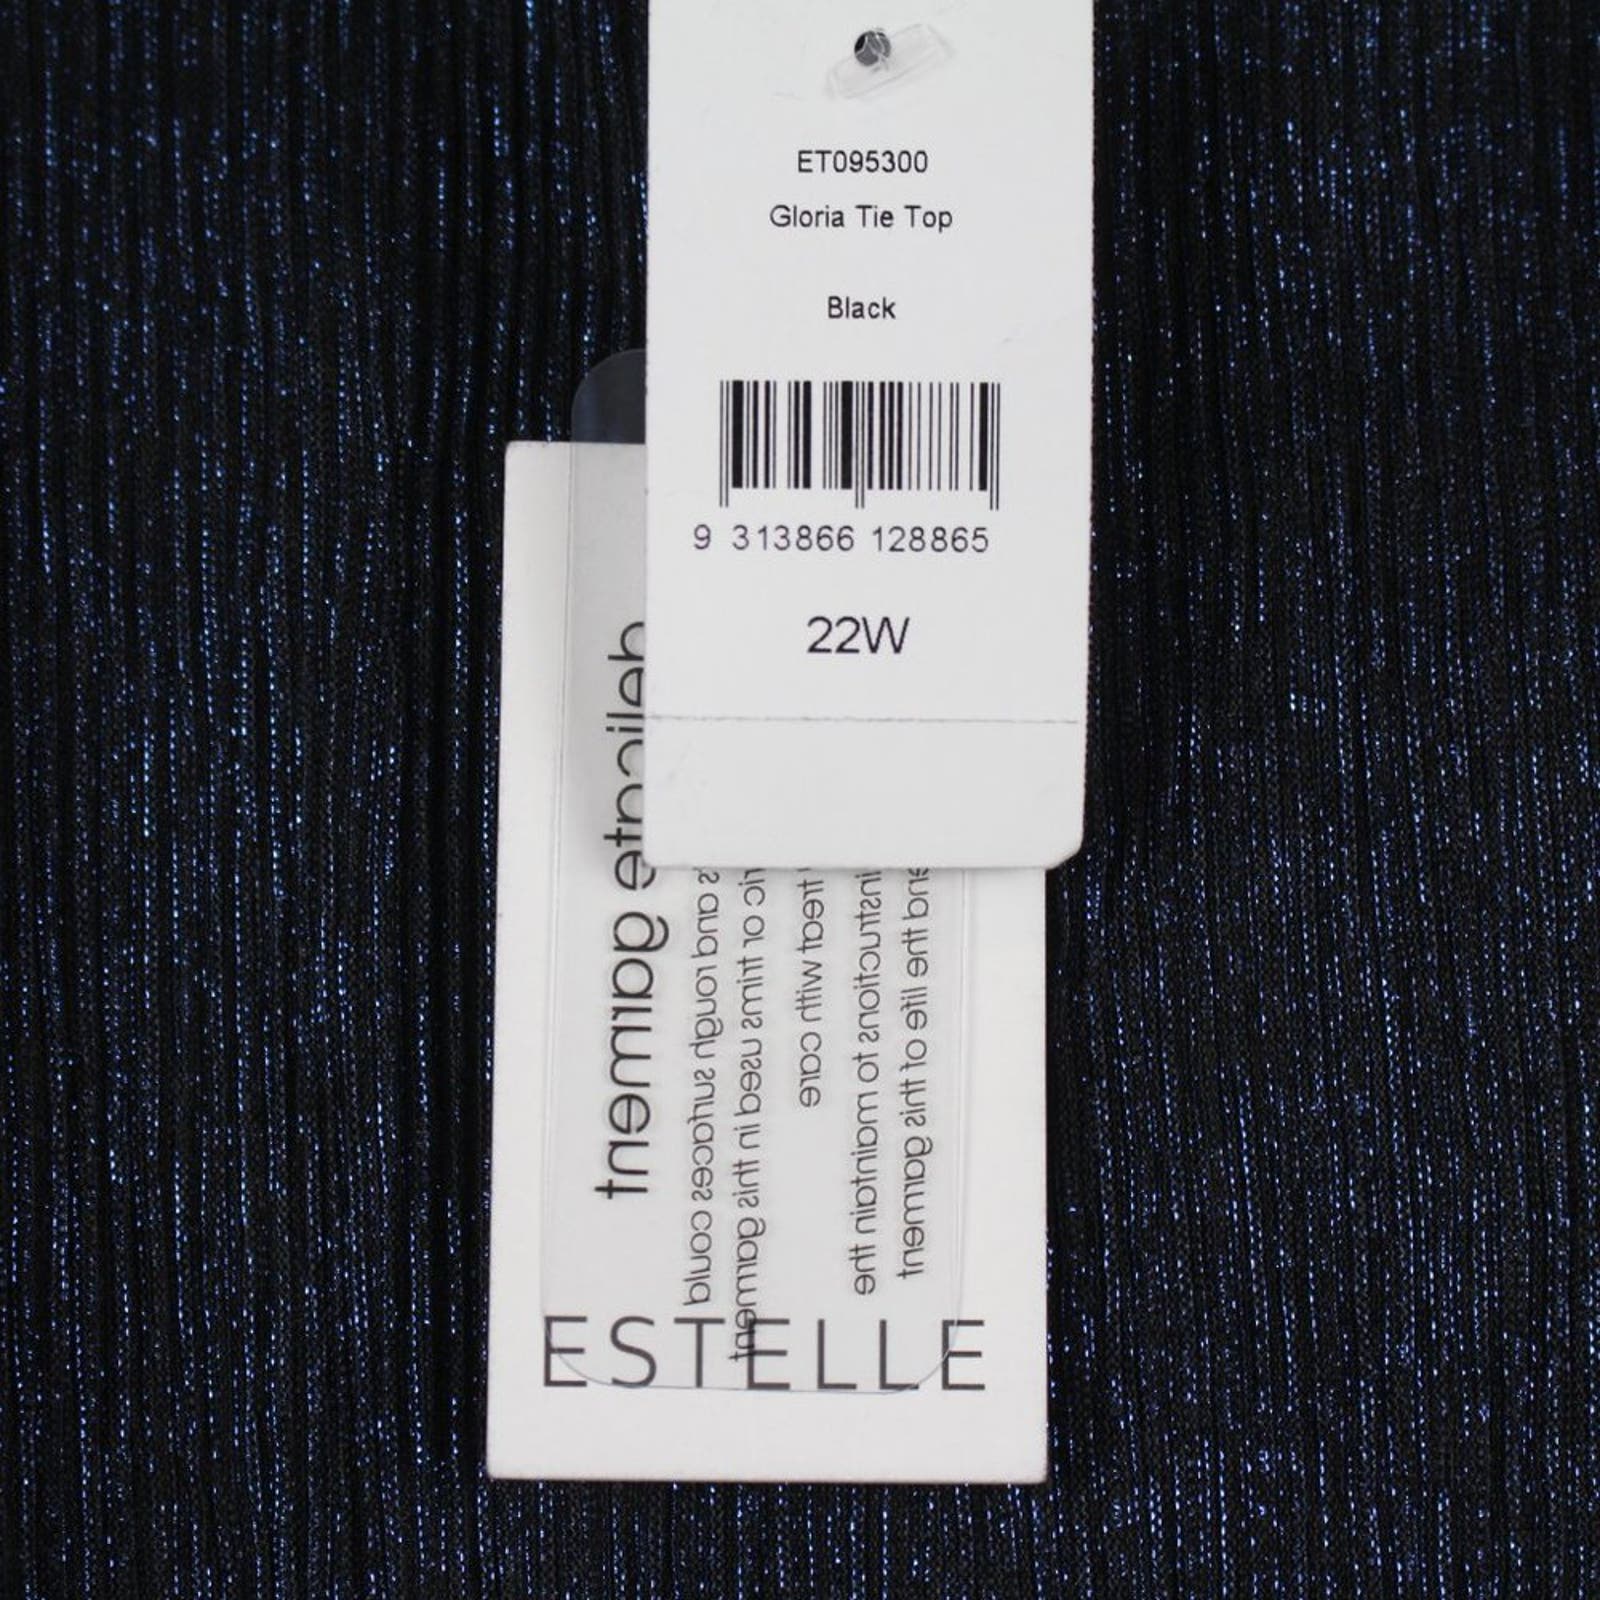 ET095300
Gloria Tie Top
Black
9 313866 128865
22W
delicate garment
and rough surfaces could
or trims used in this garment
treat with care
instructions to maintain the
the life of this garment
ESTELLE